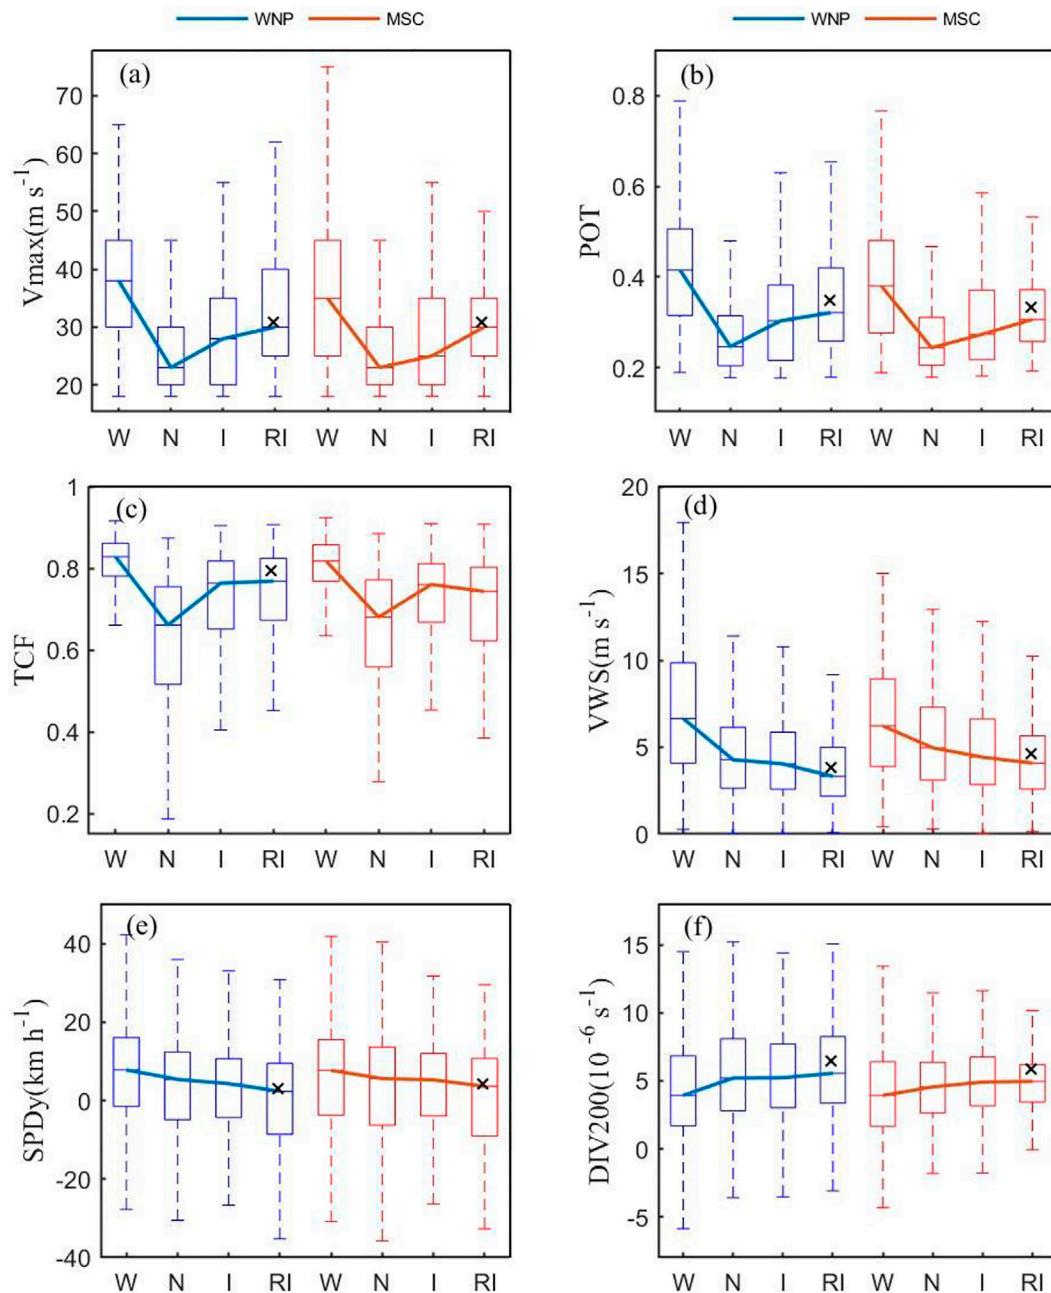 WNP MSC WNP MSC
(a) (b)
Vmax(m s -1)
70
60
50
40
30
20
W N I RI W N I RI
POT
0.8
0.6
0.4
0.2
W N I RI W N I RI
(c) (d)
TCF
1
0.8
0.6
0.4
0.2
W N I RI W N I RI
VWS(m s -1)
20
15
10
5
0
W N I RI W N I RI
(e) (f)
SPDy(km h -1)
40
20
0
-20
-40
W N I RI W N I RI
DIV200(10 -6 s -1)
15
10
5
0
-5
W N I RI W N I RI